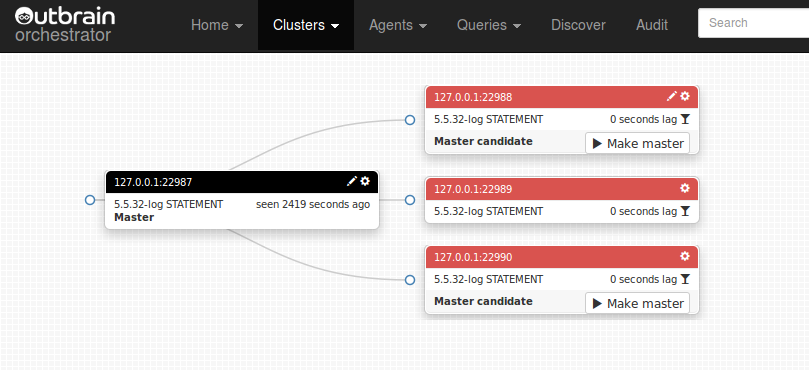 Outbrain
orchestrator
Home
Clusters
Agents
Queries
Discover
Audit
Search
127.0.0.1:22988
5.5.32-log STATEMENT 0 seconds lag
Master candidate Make master
127.0.0.1:22987
5.5.32-log STATEMENT seen 2419 seconds ago
Master
127.0.0.1:22989
5.5.32-log STATEMENT 0 seconds lag
127.0.0.1:22990
5.5.32-log STATEMENT 0 seconds lag
Master candidate Make master